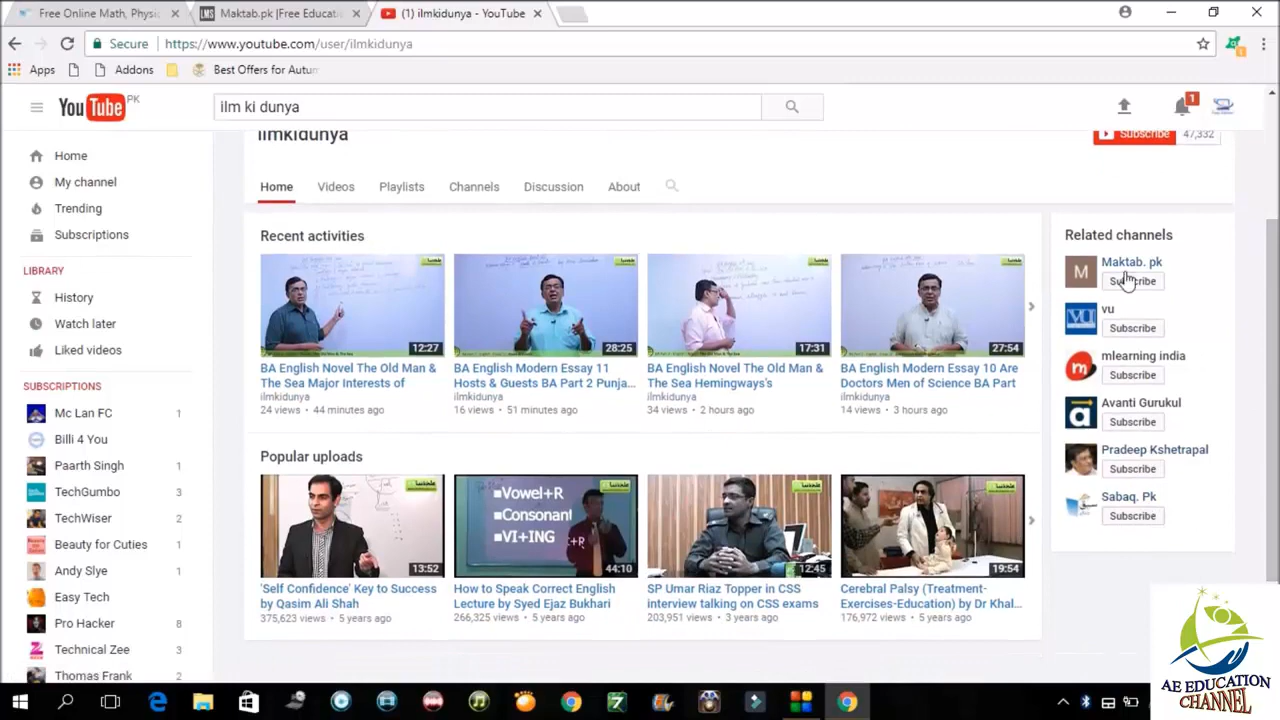 Free Online Math, Physi
Maktab.pk |Free Educati
(1) ilmkidunya - YouTube
Secure
https://www.youtube.com/user/ilmkidunya
Apps
Addons
Best Offers for Autum
YouTube PK
ilm ki dunya
1
ilmkidunya
Subscribe 47,332
Home
My channel
Trending
Subscriptions
LIBRARY
History
Watch later
Liked videos
SUBSCRIPTIONS
Mc Lan FC 1
Billi 4 You
Paarth Singh 1
TechGumbo 3
TechWiser 2
Beauty for Cuties 1
Andy Slye 1
Easy Tech 1
Pro Hacker 8
Technical Zee 3
Thomas Frank 4
Home Videos Playlists Channels Discussion About
Recent activities
12:27
28:25
17:31
27:54
BA English Novel The Old Man &
The Sea Major Interests of
ilmkidunya
24 views • 44 minutes ago
BA English Modern Essay 11
Hosts & Guests BA Part 2 Punja...
ilmkidunya
16 views • 51 minutes ago
BA English Novel The Old Man &
The Sea Hemingways's
ilmkidunya
34 views • 2 hours ago
BA English Modern Essay 10 Are
Doctors Men of Science BA Part
ilmkidunya
14 views • 3 hours ago
Popular uploads
13:52
Vowel+R
Consonant
+R
VI+ING
44:10
12:45
19:54
'Self Confidence' Key to Success
by Qasim Ali Shah
375,623 views • 5 years ago
How to Speak Correct English
Lecture by Syed Ejaz Bukhari
266,325 views • 5 years ago
SP Umar Riaz Topper in CSS
interview talking on CSS exams
203,951 views • 3 years ago
Cerebral Palsy (Treatment-
Exercises-Education) by Dr Khal...
176,972 views • 5 years ago
Related channels
M
Maktab. pk
Subscribe
vu
Subscribe
mlearning india
Subscribe
Avanti Gurukul
Subscribe
Pradeep Kshetrapal
Subscribe
Sabaq. Pk
Subscribe
AE EDUCATION
CHANNEL